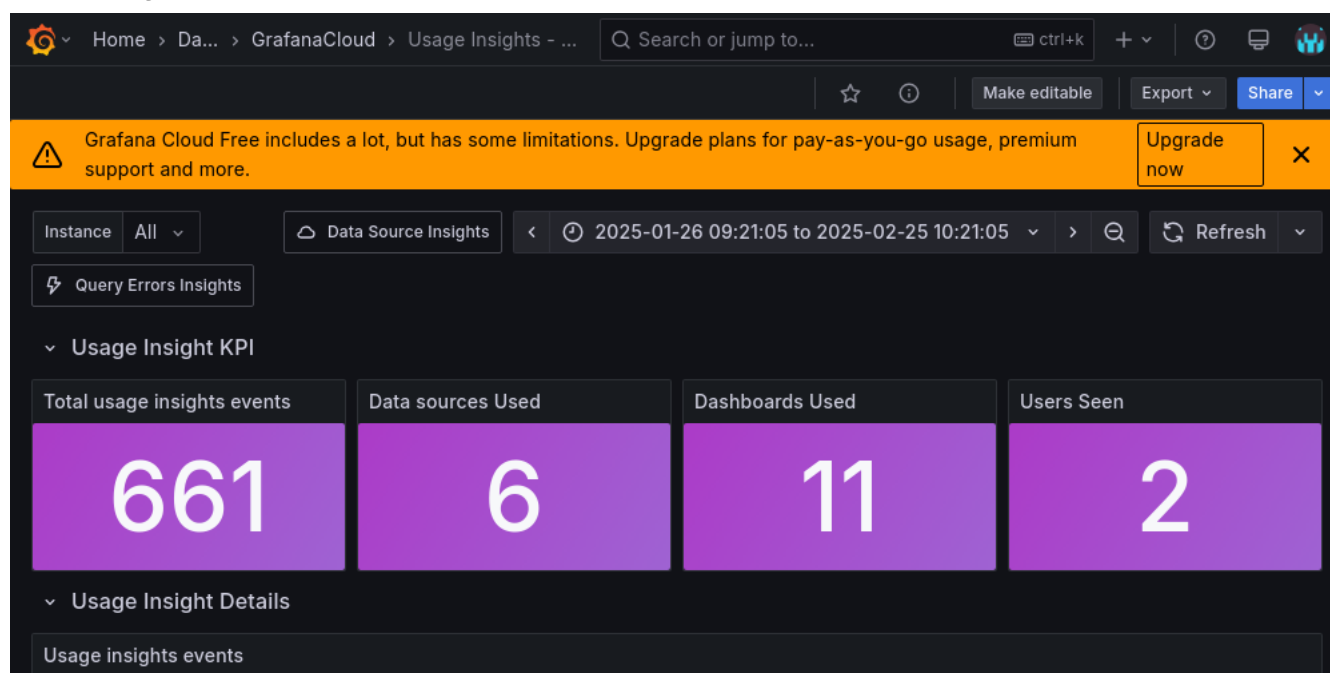 Home › Da... › GrafanaCloud › Usage Insights - ... Search or jump to... ctrl+k
Make editable Export Share
Grafana Cloud Free includes a lot, but has some limitations. Upgrade plans for pay-as-you-go usage, premium
support and more.
Upgrade
now
Instance All Data Source Insights 2025-01-26 09:21:05 to 2025-02-25 10:21:05 Refresh
Query Errors Insights
Usage Insight KPI
Total usage insights events
661
Data sources Used
6
Dashboards Used
11
Users Seen
2
Usage Insight Details
Usage insights events